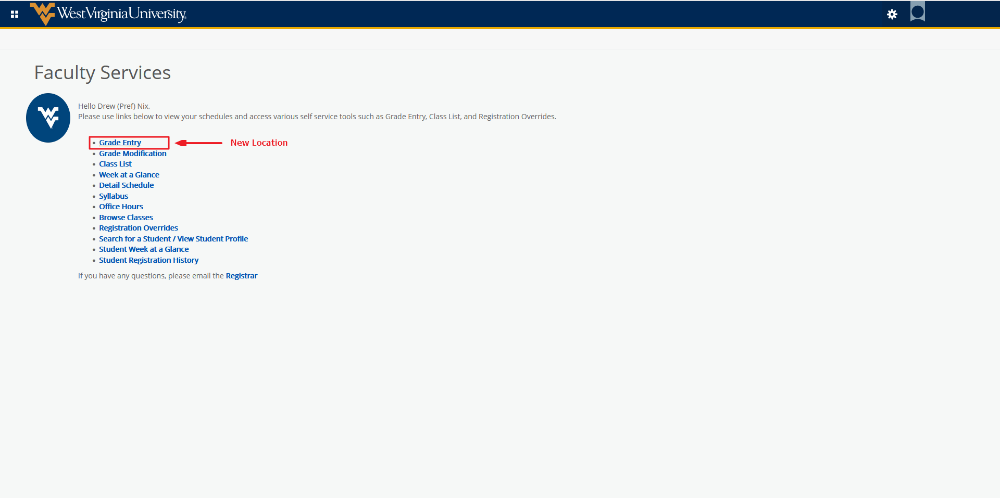 WestVirginiaUniversity
Faculty Services
Hello Drew (Pref) Nix,
Please use links below to view your schedules and access various self service tools such as Grade Entry, Class List, and Registration Overrides.
Grade Entry New Location
Grade Modification
Class List
Week at a Glance
Detail Schedule
Syllabus
Office Hours
Browse Classes
Registration Overrides
Search for a Student / View Student Profile
Student Week at a Glance
Student Registration History
If you have any questions, please email the Registrar